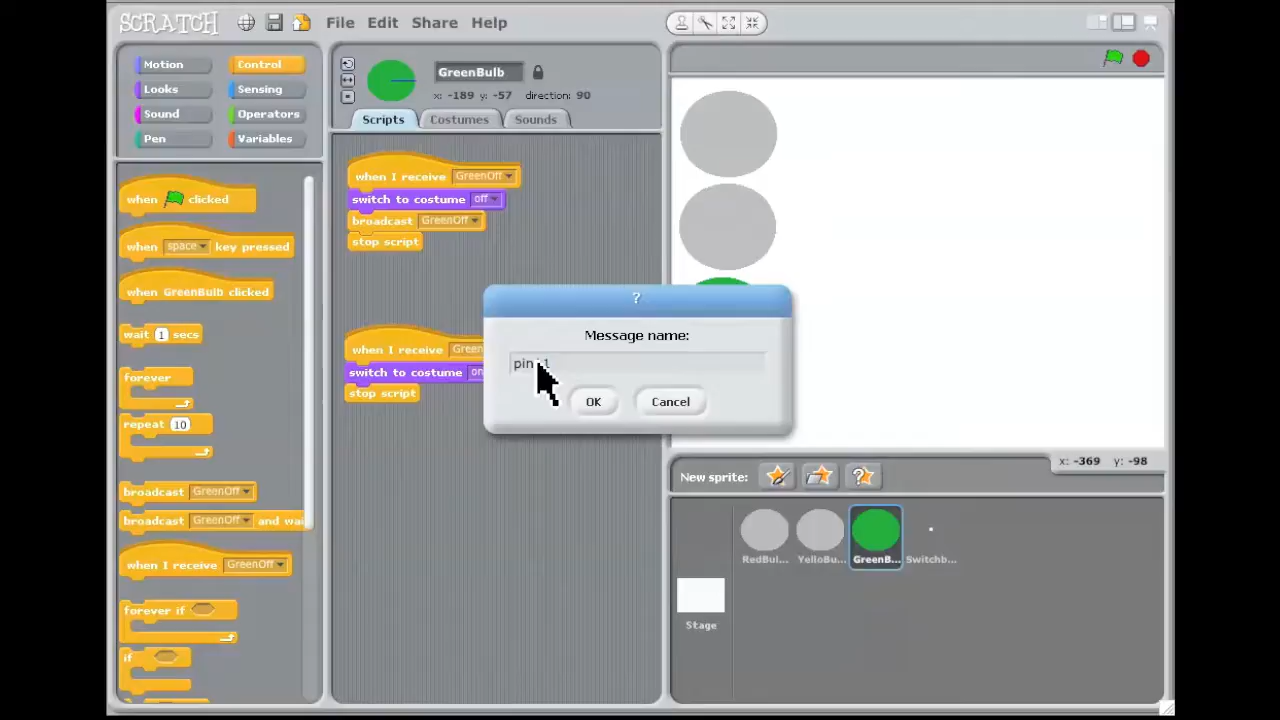 SCRATCH File Edit Share Help
Motion Control
Looks Sensing
Sound Operators
Pen Variables
when clicked
when space key pressed
when GreenBulb clicked
wait 1 secs
forever
repeat 10
broadcast GreenOff
broadcast GreenOff and wai
when I receive GreenOff
forever if
if
GreenBulb
x: -189 y: -57 direction: 90
Scripts Costumes Sounds
when I receive GreenOff
switch to costume off
broadcast GreenOff
stop script
when I receive Green
switch to costume on
stop script
?
Message name:
OK Cancel
x: -369 y: -98
New sprite:
RedBul... YelloBu... GreenB... Switchb...
Stage